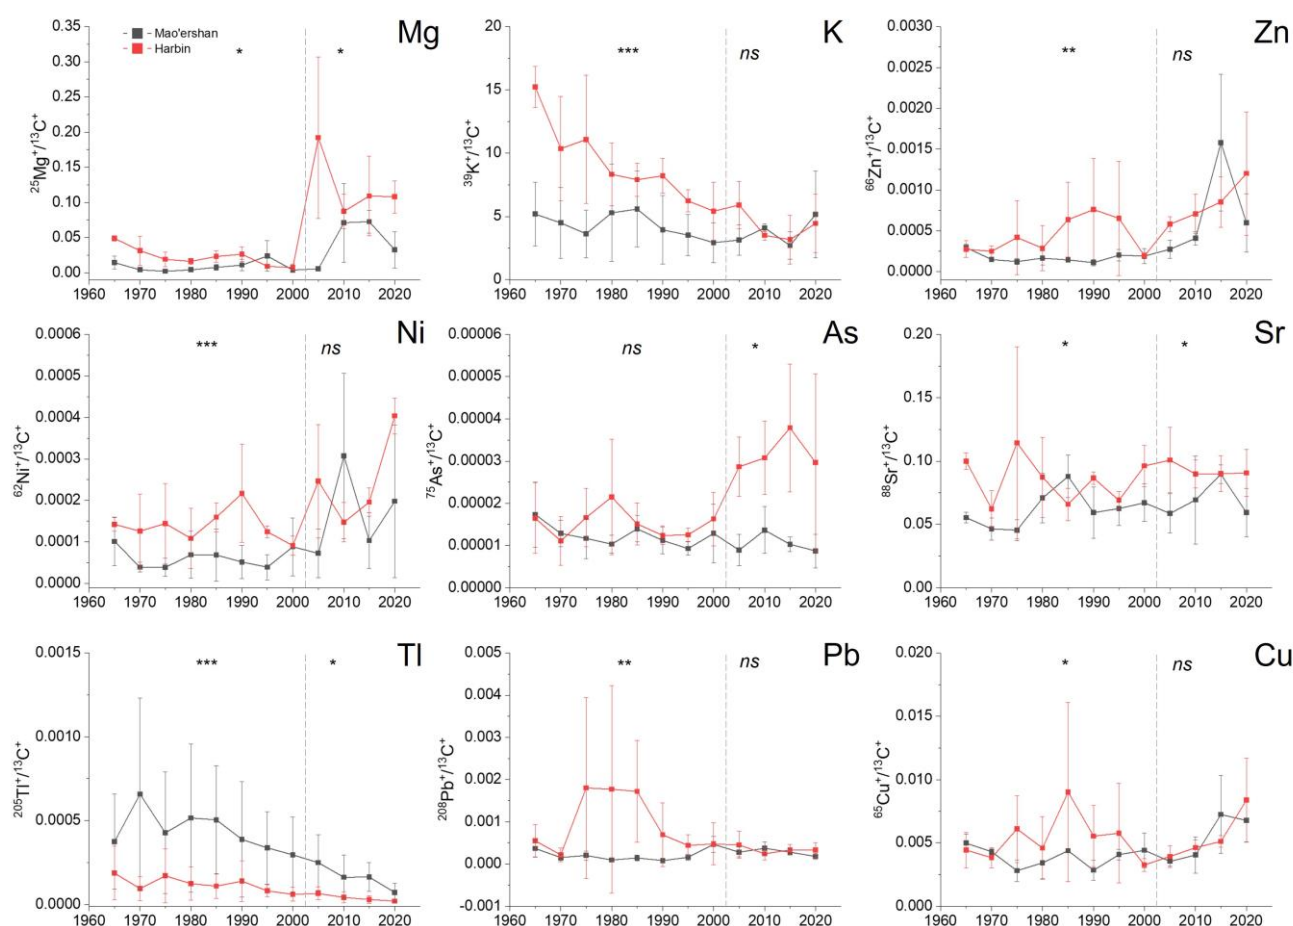 Mg
Mao'ershan
Harbin
*
*
0.35
0.30
0.25
0.20
0.15
0.10
0.05
0.00
²⁵Mg⁺/¹³C⁺
1960 1970 1980 1990 2000 2010 2020
K
***
ns
20
15
10
5
0
³⁹K⁺/¹³C⁺
1960 1970 1980 1990 2000 2010 2020
Zn
**
ns
0.0030
0.0025
0.0020
0.0015
0.0010
0.0005
0.0000
⁶⁶Zn⁺/¹³C⁺
1960 1970 1980 1990 2000 2010 2020
Ni
***
ns
0.0006
0.0005
0.0004
0.0003
0.0002
0.0001
0.0000
⁶²Ni⁺/¹³C⁺
1960 1970 1980 1990 2000 2010 2020
As
ns
*
0.00006
0.00005
0.00004
0.00003
0.00002
0.00001
0.00000
⁷⁵As⁺/¹³C⁺
1960 1970 1980 1990 2000 2010 2020
Sr
*
*
0.20
0.15
0.10
0.05
0.00
⁸⁸Sr⁺/¹³C⁺
1960 1970 1980 1990 2000 2010 2020
Tl
***
*
0.0015
0.0010
0.0005
0.0000
²⁰⁵Tl⁺/¹³C⁺
1960 1970 1980 1990 2000 2010 2020
Pb
**
ns
0.005
0.004
0.003
0.002
0.001
0.000
-0.001
²⁰⁸Pb⁺/¹³C⁺
1960 1970 1980 1990 2000 2010 2020
Cu
*
ns
0.020
0.015
0.010
0.005
0.000
⁶⁵Cu⁺/¹³C⁺
1960 1970 1980 1990 2000 2010 2020